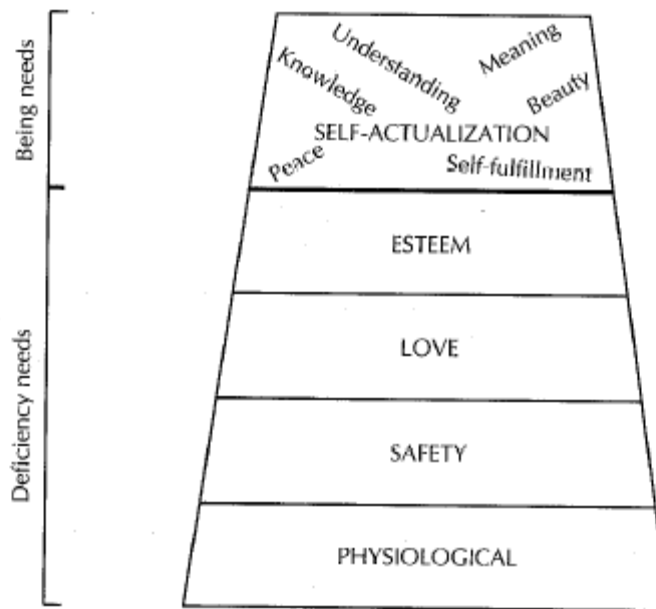 Being needs
Deficiency needs
Understanding
Meaning
Knowledge
Beauty
SELF-ACTUALIZATION
Peace
Self-fulfillment
ESTEEM
LOVE
SAFETY
PHYSIOLOGICAL